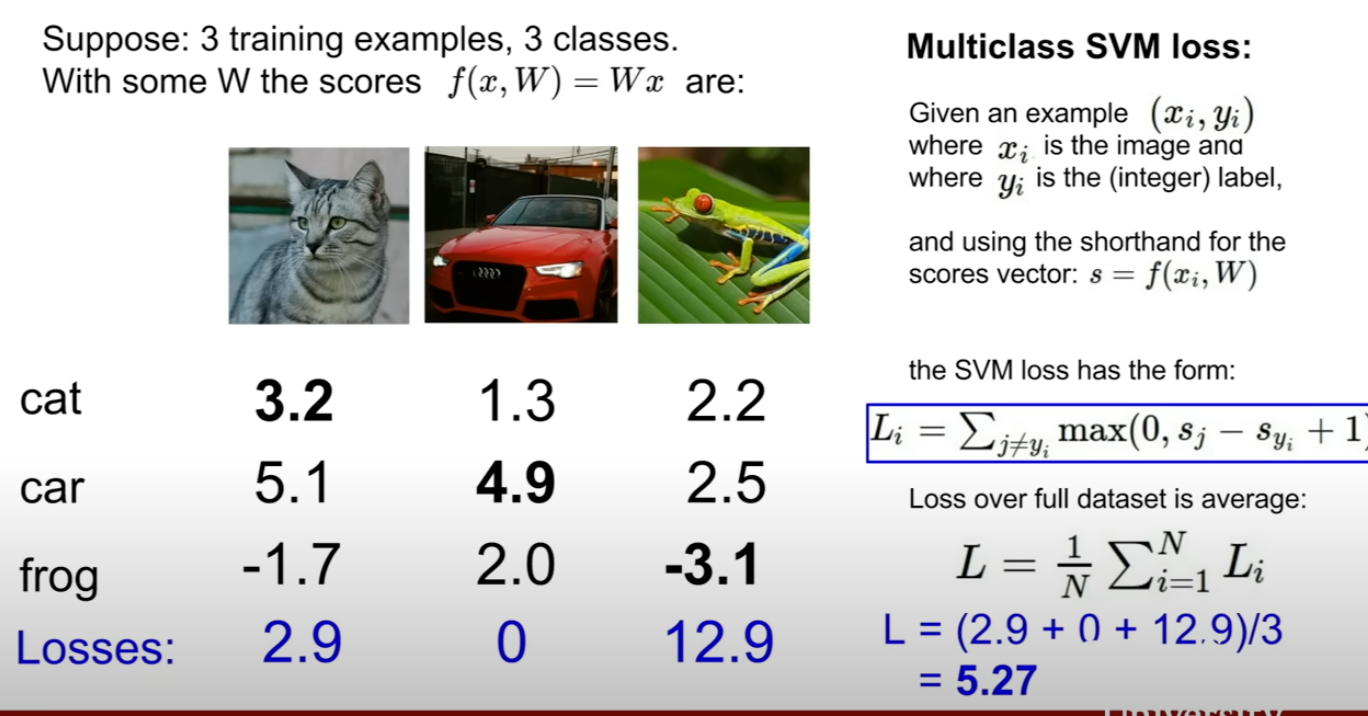 Suppose: 3 training examples, 3 classes.
With some W the scores f(x, W) = Wx are:
cat 3.2 1.3 2.2
car 5.1 4.9 2.5
frog -1.7 2.0 -3.1
Losses: 2.9 0 12.9
Multiclass SVM loss:
Given an example (x_i, y_i)
where x_i is the image and
where y_i is the (integer) label,
and using the shorthand for the
scores vector: s = f(x_i, W)
the SVM loss has the form:
L_i = ∑_{j≠y_i} max(0, s_j − s_{y_i} + 1)
Loss over full dataset is average:
L = \frac{1}{N} ∑_{i=1}^{N} L_i
L = (2.9 + 0 + 12.9)/3
= 5.27